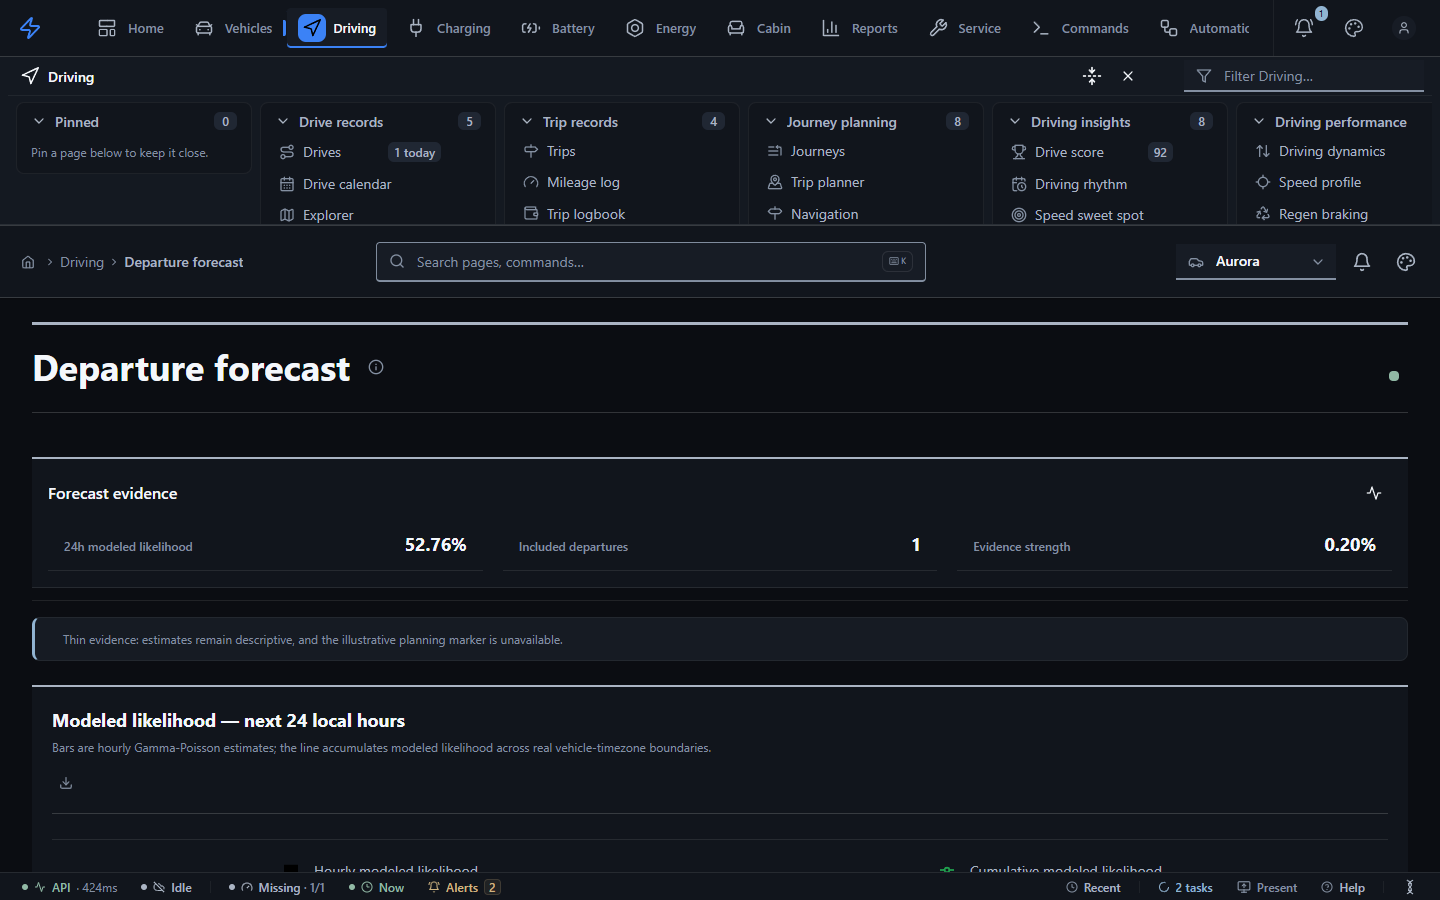 Home Vehicles Driving Charging Battery Energy Cabin Reports Service Commands Automatic 1
Driving Filter Driving...
Pinned 0
Pin a page below to keep it close.
Drive records 5
Drives 1 today
Drive calendar
Explorer
Trip records 4
Trips
Mileage log
Trip logbook
Journey planning 8
Journeys
Trip planner
Navigation
Driving insights 8
Drive score 92
Driving rhythm
Speed sweet spot
Driving performance
Driving dynamics
Speed profile
Regen braking
Driving Departure forecast Search pages, commands... K Aurora
Departure forecast
Forecast evidence
24h modeled likelihood 52.76% Included departures 1 Evidence strength 0.20%
Thin evidence: estimates remain descriptive, and the illustrative planning marker is unavailable.
Modeled likelihood — next 24 local hours
Bars are hourly Gamma-Poisson estimates; the line accumulates modeled likelihood across real vehicle-timezone boundaries.
Hourly modeled likelihood Cumulative modeled likelihood
API · 424ms Idle Missing · 1/1 Now Alerts 2 Recent 2 tasks Present Help